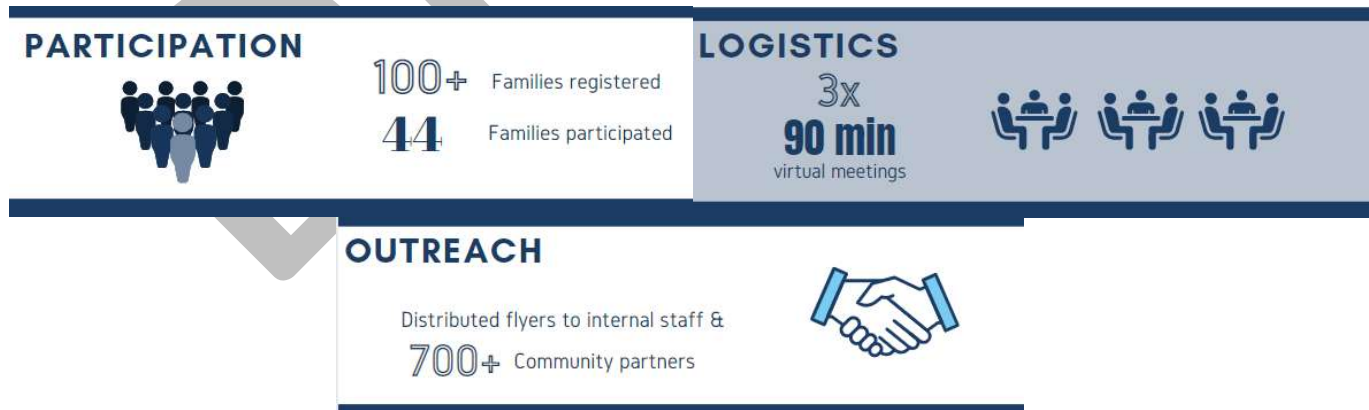 PARTICIPATION
100+ Families registered
44 Families participated
LOGISTICS
3x
90 min
virtual meetings
OUTREACH
Distributed flyers to internal staff &
700+ Community partners